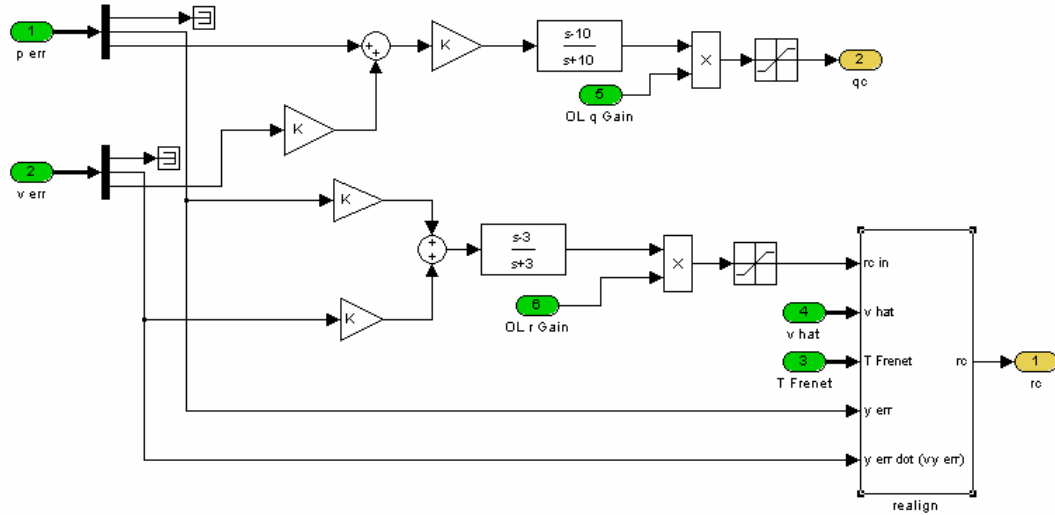 1
p err
K
s-10
s+10
×
2
qc
5
OL q Gain
K
2
v err
K
s-3
s+3
×
rc in
6
OL r Gain
K
4
v hat
v hat
3
T Frenet
T Frenet
rc
1
rc
y err
y err dot (vy err)
realign